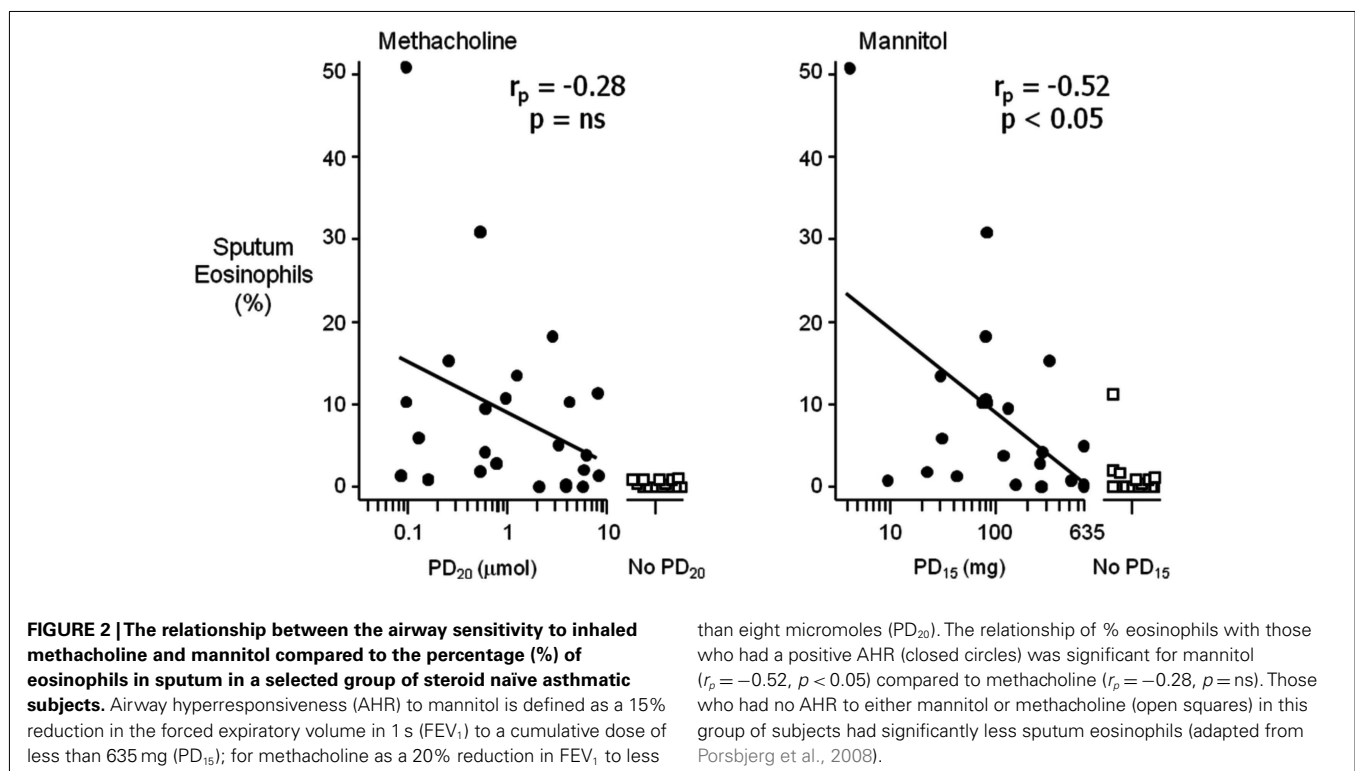 Methacholine
50
40
30
20
10
0
r_p = -0.28
p = ns
Sputum
Eosinophils
(%)
0.1 1 10
PD₂₀ (μmol) No PD₂₀
Mannitol
50
40
30
20
10
0
r_p = -0.52
p < 0.05
10 100 635
PD₁₅ (mg) No PD₁₅
FIGURE 2 | The relationship between the airway sensitivity to inhaled
methacholine and mannitol compared to the percentage (%) of
eosinophils in sputum in a selected group of steroid naïve asthmatic
subjects. Airway hyperresponsiveness (AHR) to mannitol is defined as a 15%
reduction in the forced expiratory volume in 1 s (FEV₁) to a cumulative dose of
less than 635 mg (PD₁₅); for methacholine as a 20% reduction in FEV₁ to less
than eight micromoles (PD₂₀). The relationship of % eosinophils with those
who had a positive AHR (closed circles) was significant for mannitol
(r_p = −0.52, p < 0.05) compared to methacholine (r_p = −0.28, p = ns). Those
who had no AHR to either mannitol or methacholine (open squares) in this
group of subjects had significantly less sputum eosinophils (adapted from
Porsbjerg et al., 2008).